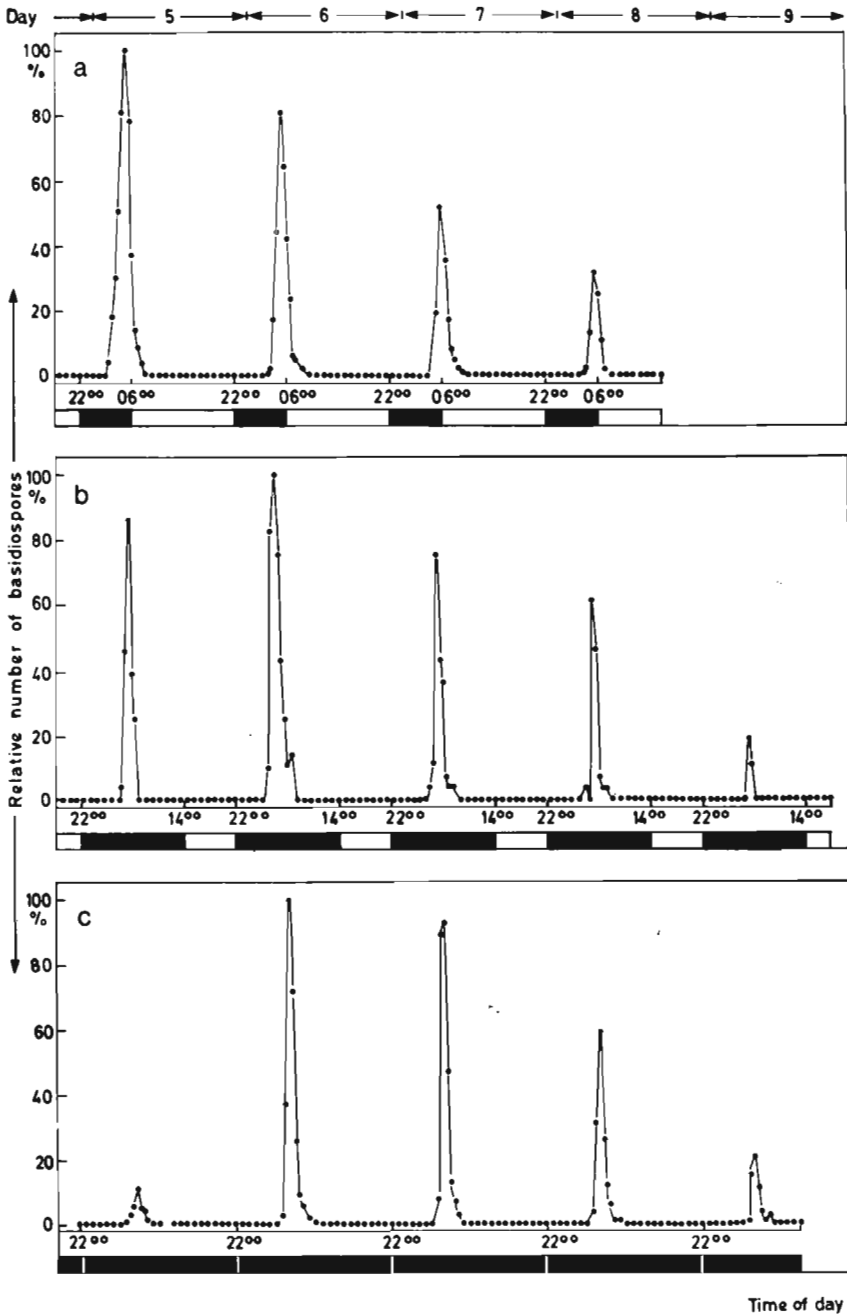 Day 5 6 7 8 9
a
100
%
80
60
40
20
0
22⁰⁰ 06⁰⁰ 22⁰⁰ 06⁰⁰ 22⁰⁰ 06⁰⁰ 22⁰⁰ 06⁰⁰
b
100
%
80
60
40
20
0
22⁰⁰ 14⁰⁰ 22⁰⁰ 14⁰⁰ 22⁰⁰ 14⁰⁰ 22⁰⁰ 14⁰⁰ 22⁰⁰ 14⁰⁰
Relative number of basidiospores
c
100
%
80
60
40
20
0
22⁰⁰ 22⁰⁰ 22⁰⁰ 22⁰⁰ 22⁰⁰
Time of day